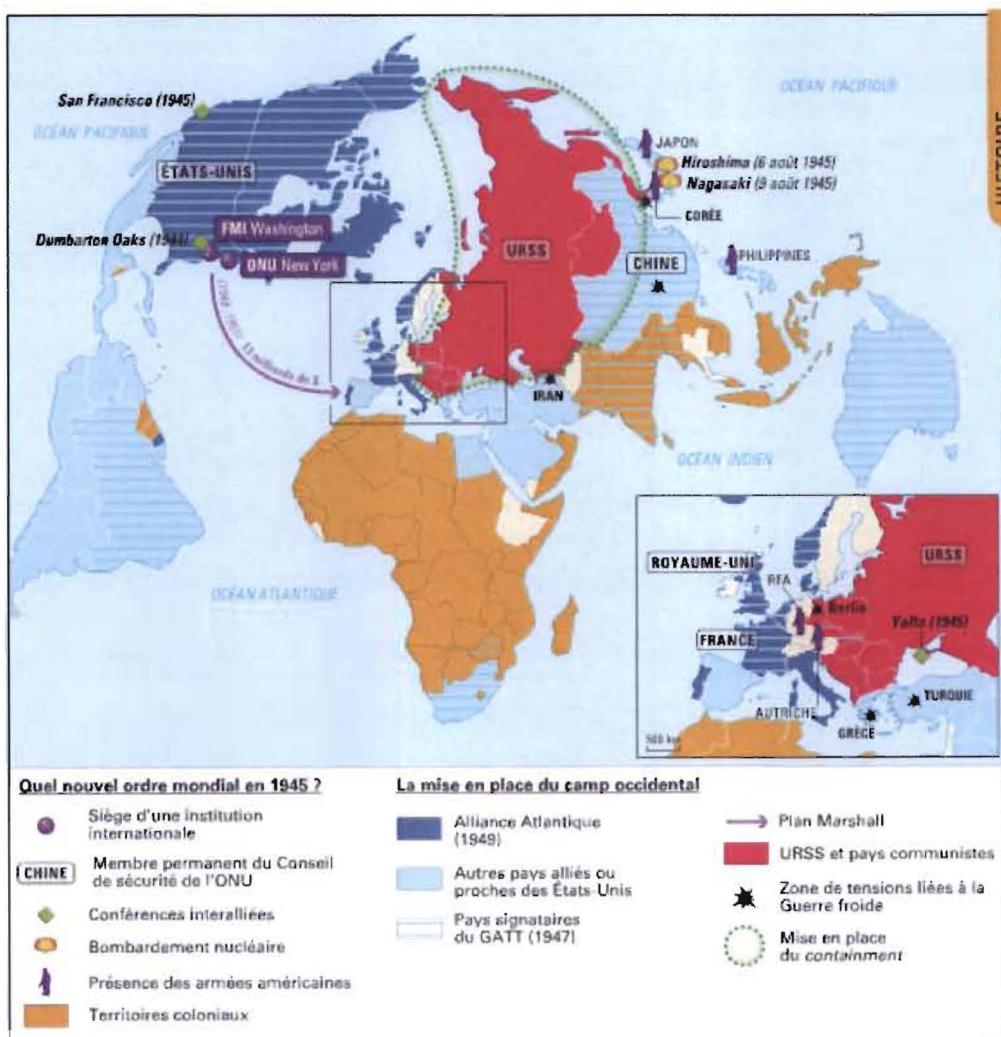 San Francisco (1945)
OCÉAN PACIFIQUE
OCÉAN PACIFIQUE
ÉTATS-UNIS
JAPON
Hiroshima (6 août 1945)
Nagasaki (9 août 1945)
CORÉE
Dumbarton Oaks
FMI Washington
ONU New York
URSS
CHINE
PHILIPPINES
13 milliards de $
IRAN
OCÉAN INDIEN
OCÉAN ATLANTIQUE
ROYAUME-UNI
URSS
RFA
Berlin
Yalta (1945)
FRANCE
TURQUIE
AUTRICHE
GRÈCE
500 km
HISTOIRE
Quel nouvel ordre mondial en 1945 ?
Siège d'une institution
internationale
CHINE
Membre permanent du Conseil
de sécurité de l'ONU
Conférences interalliées
Bombardement nucléaire
Présence des armées américaines
Territoires coloniaux
La mise en place du camp occidental
Alliance Atlantique
(1949)
Autres pays alliés ou
proches des États-Unis
Pays signataires
du GATT (1947)
Plan Marshall
URSS et pays communistes
Zone de tensions liées à la
Guerre froide
Mise en place
du containment